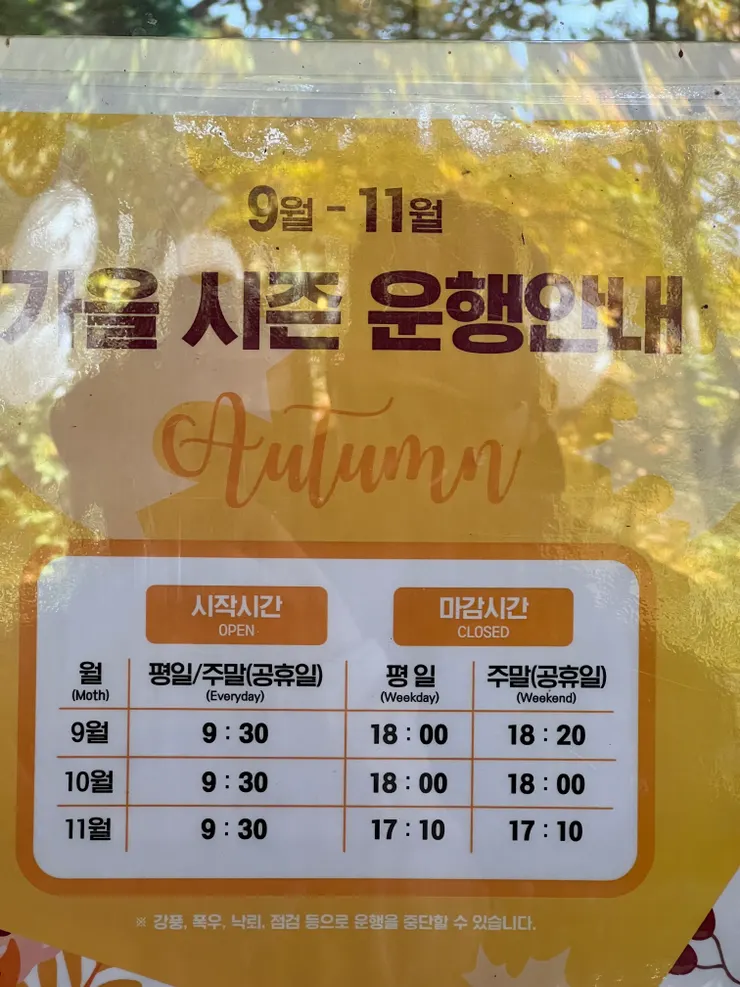 9월 - 11월
가을 시즌 운행안내
Autumn
시작시간 마감시간
OPEN CLOSED
월 평일/주말(공휴일) 평 일 주말(공휴일)
(Moth) (Everyday) (Weekday) (Weekend)
9월 9 : 30 18 : 00 18 : 20
10월 9 : 30 18 : 00 18 : 00
11월 9 : 30 17 : 10 17 : 10
※ 강풍, 폭우, 낙뢰, 점검 등으로 운행을 중단할 수 있습니다.